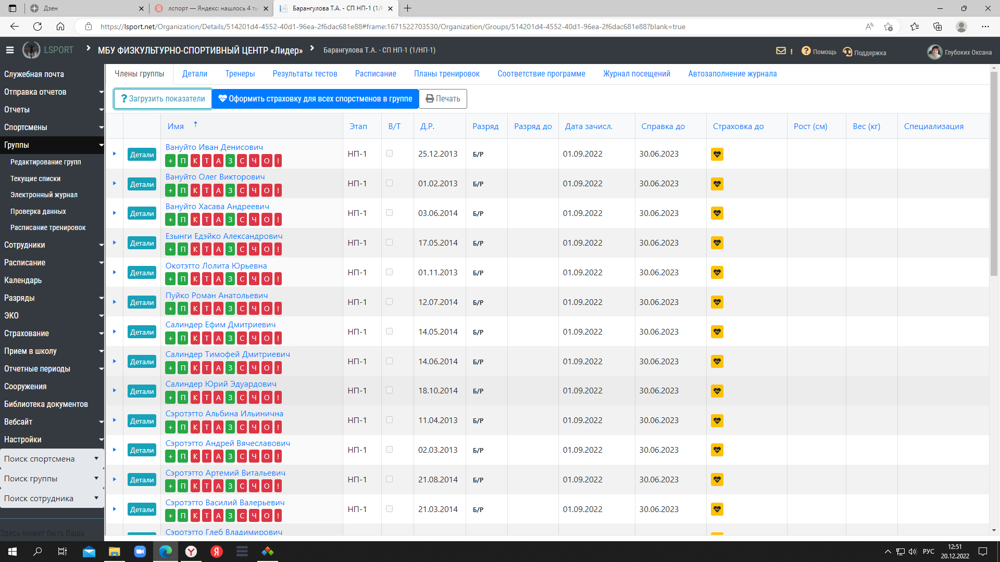 Дзен
лспорт — Яндекс: нашлось 4 ты
Барангулова Т.А. - СП НП-1 (1/Н
https://lsport.net/Organization/Details/514201d4-4552-40d1-96ea-2f6dac681e88#frame:1671522703530/Organization/Groups/514201d4-4552-40d1-96ea-2f6dac681e88?blank=true
LSPORT
МБУ ФИЗКУЛЬТУРНО-СПОРТИВНЫЙ ЦЕНТР «Лидер»
Барангулова Т.А. - СП НП-1 (1/НП-1)
! Помощь Поддержка Глубоких Оксана
Служебная почта
Отправка отчетов
Отчеты
Спортсмены
Группы
Редактирование групп
Текущие списки
Электронный журнал
Проверка данных
Расписание тренировок
Сотрудники
Расписание
Календарь
Разряды
ЭКО
Страхование
Прием в школу
Отчетные периоды
Сооружения
Библиотека документов
Вебсайт
Настройки
Поиск спортсмена
Поиск группы
Поиск сотрудника
Здесь может быть Ваша
Члены группы Детали Тренеры Результаты тестов Расписание Планы тренировок Соответствие программе Журнал посещений Автозаполнение журнала
? Загрузить показатели Оформить страховку для всех спорстменов в группе Печать
Имя Этап В/Т Д.Р. Разряд Разряд до Дата зачисл. Справка до Страховка до Рост (см) Вес (кг) Специализация
Вануйто Иван Денисович
Детали + П К Т А З С Ч О ! НП-1 25.12.2013 Б/Р 01.09.2022 30.06.2023
Вануйто Олег Викторович
Детали + П К Т А З С Ч О ! НП-1 01.02.2013 Б/Р 01.09.2022 30.06.2023
Вануйто Хасава Андреевич
Детали + П К Т А З С Ч О ! НП-1 03.06.2014 Б/Р 01.09.2022 30.06.2023
Езынги Едэйко Александрович
Детали + П К Т А З С Ч О ! НП-1 17.05.2014 Б/Р 01.09.2022 30.06.2023
Окотэтто Лолита Юрьевна
Детали + П К Т А З С Ч О ! НП-1 01.11.2013 Б/Р 01.09.2022 30.06.2023
Пуйко Роман Анатольевич
Детали + П К Т А З С Ч О ! НП-1 12.07.2014 Б/Р 01.09.2022 30.06.2023
Салиндер Ефим Дмитриевич
Детали + П К Т А З С Ч О ! НП-1 14.05.2014 Б/Р 01.09.2022 30.06.2023
Салиндер Тимофей Дмитриевич
Детали + П К Т А З С Ч О ! НП-1 14.06.2014 Б/Р 01.09.2022 30.06.2023
Салиндер Юрий Эдуардович
Детали + П К Т А З С Ч О ! НП-1 18.10.2014 Б/Р 01.09.2022 30.06.2023
Сэротэтто Альбина Ильинична
Детали + П К Т А З С Ч О ! НП-1 11.04.2013 Б/Р 01.09.2022 30.06.2023
Сэротэтто Андрей Вячеславович
Детали + П К Т А З С Ч О ! НП-1 02.03.2013 Б/Р 01.09.2022 30.06.2023
Сэротэтто Артемий Витальевич
Детали + П К Т А З С Ч О ! НП-1 21.08.2014 Б/Р 01.09.2022 30.06.2023
Сэротэтто Василий Валерьевич
Детали + П К Т А З С Ч О ! НП-1 21.03.2014 Б/Р 01.09.2022 30.06.2023
Сэротэтто Глеб Владимирович
РУС
12:51
20.12.2022